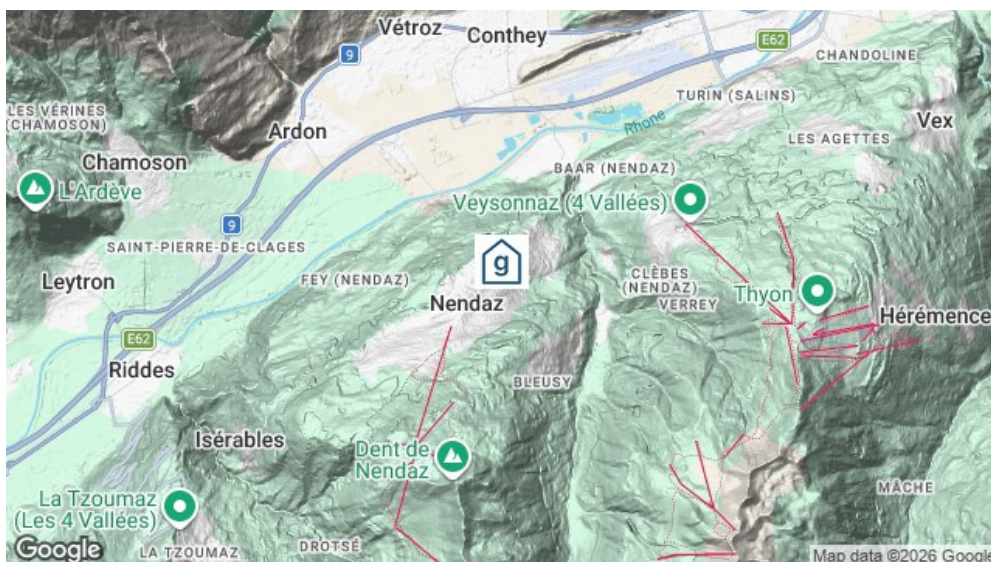 Vétroz
Conthey
E62
CHANDOLINE
9
LES VÉRINES
(CHAMOSON)
TURIN (SALINS)
Rhone
Ardon
LES AGETTES
Vex
Chamoson
BAAR (NENDAZ)
L'Ardève
Veysonnaz (4 Vallées)
9
SAINT-PIERRE-DE-CLAGES
g
Leytron
FEY (NENDAZ)
CLÈBES
(NENDAZ)
VERREY
Thyon
Nendaz
Hérémence
E62
Riddes
BLEUSY
Isérables
Dent de
Nendaz
La Tzoumaz
(Les 4 Vallées)
MÂCHE
LA TZOUMAZ
DROTSÉ
Google
Map data ©2026 Google